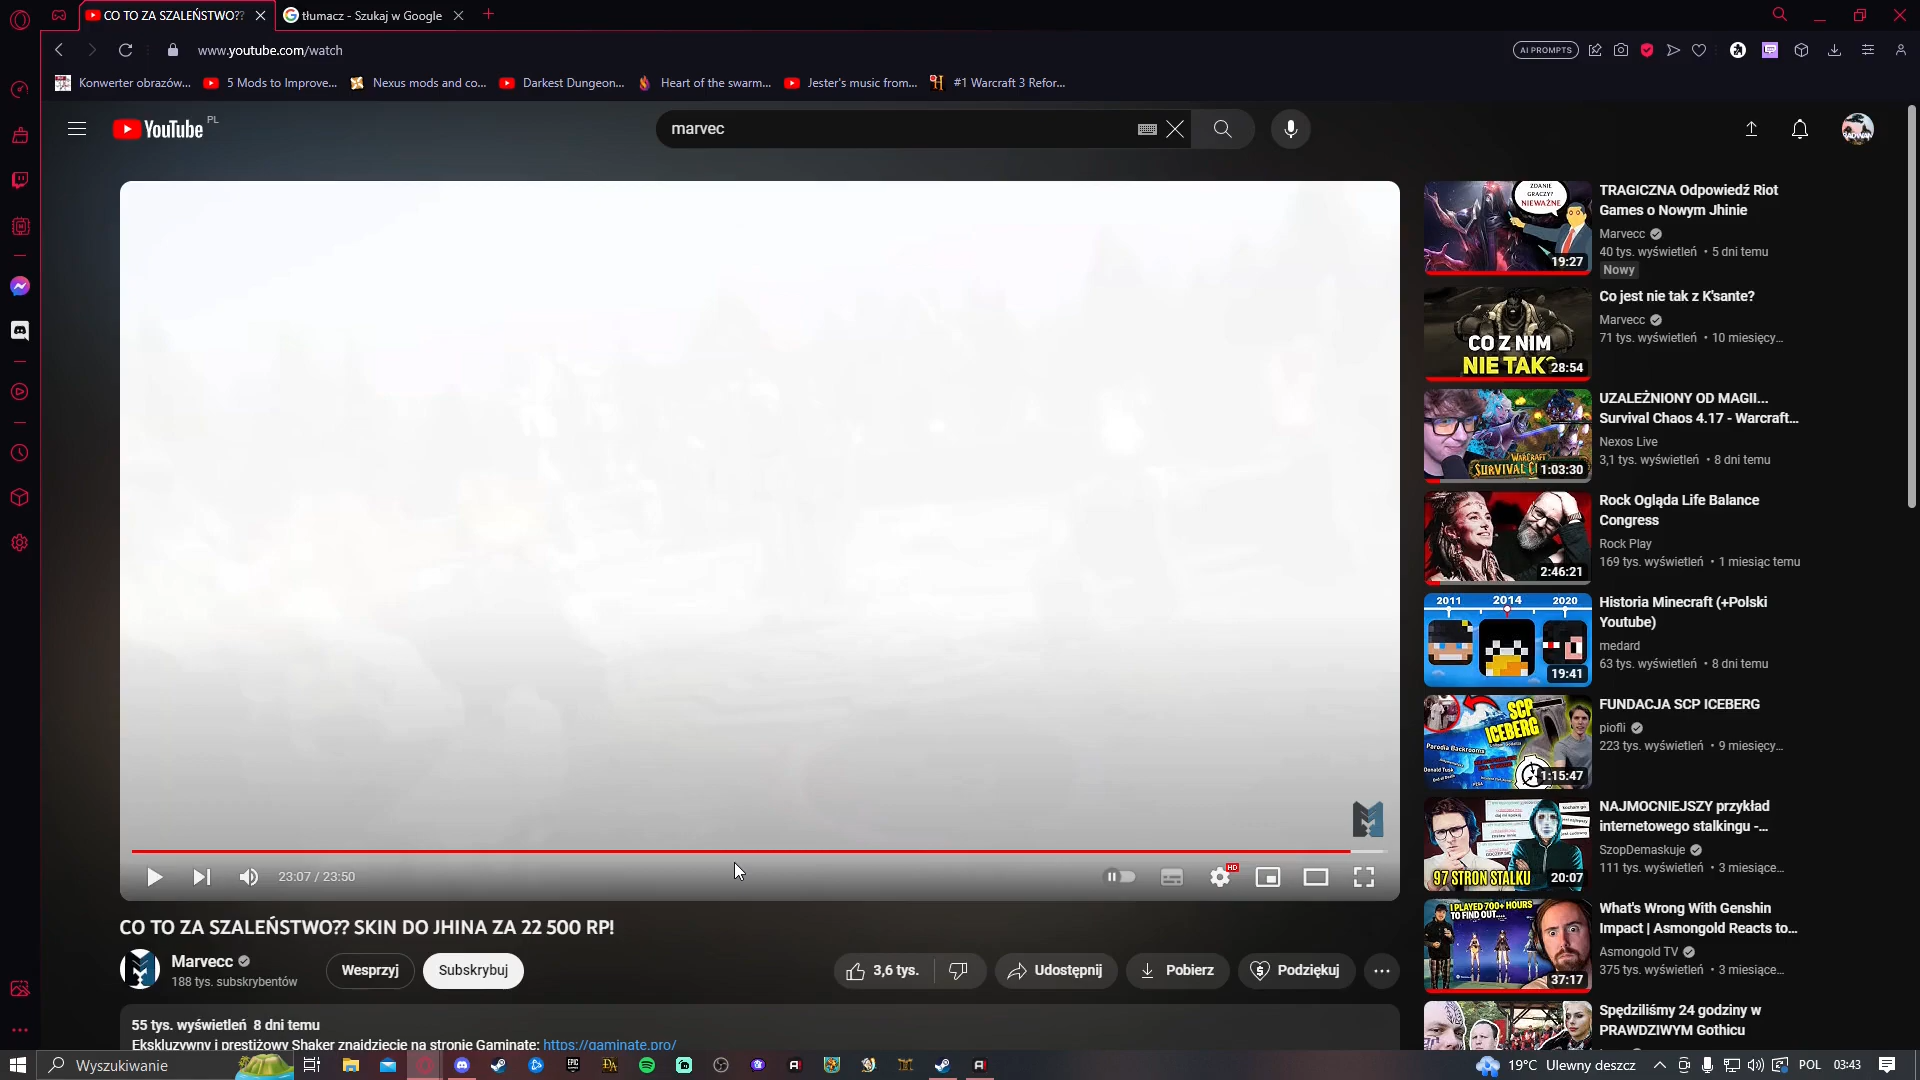 CO TO ZA SZALEŃSTWO??
tłumacz - Szukaj w Google
www.youtube.com/watch
AI PROMPTS
Konwerter obrazów...
5 Mods to Improve...
Nexus mods and co...
Darkest Dungeon...
Heart of the swarm...
Jester's music from...
#1 Warcraft 3 Refor...
YouTube PL
marvec
23:07 / 23:50
HD
CO TO ZA SZALEŃSTWO?? SKIN DO JHINA ZA 22 500 RP!
Marvecc
188 tys. subskrybentów
Wesprzyj
Subskrybuj
3,6 tys.
Udostępnij
Pobierz
Podziękuj
55 tys. wyświetleń 8 dni temu
Ekskluzywny i prestiżowy Shaker znajdziecie na stronie Gaminate: https://gaminate.pro/
ZDANIE
GRACZY?
NIEWAŻNE
19:27
TRAGICZNA Odpowiedź Riot
Games o Nowym Jhinie
Marvecc
40 tys. wyświetleń • 5 dni temu
Nowy
CO Z NIM
NIE TAK?
28:54
Co jest nie tak z K'sante?
Marvecc
71 tys. wyświetleń • 10 miesięcy...
WARCRAFT
SURVIVAL C
1:03:30
UZALEŻNIONY OD MAGII...
Survival Chaos 4.17 - Warcraft...
Nexos Live
3,1 tys. wyświetleń • 8 dni temu
2:46:21
Rock Ogląda Life Balance
Congress
Rock Play
169 tys. wyświetleń • 1 miesiąc temu
2011 2014 2020
19:41
Historia Minecraft (+Polski
Youtube)
medard
63 tys. wyświetleń • 8 dni temu
SCP
ICEBERG
Parodia Backrooms
Donald Tusk
1:15:47
FUNDACJA SCP ICEBERG
piofli
223 tys. wyświetleń • 9 miesięcy...
97 STRON STALKU
20:07
NAJMOCNIEJSZY przykład
internetowego stalkingu -...
SzopDemaskuje
111 tys. wyświetleń • 3 miesiące...
I PLAYED 700+ HOURS
TO FIND OUT....
37:17
What's Wrong With Genshin
Impact | Asmongold Reacts to...
Asmongold TV
375 tys. wyświetleń • 3 miesiące...
Spędziliśmy 24 godziny w
PRAWDZIWYM Gothicu
Wyszukiwanie
19°C Ulewny deszcz
POL
03:43